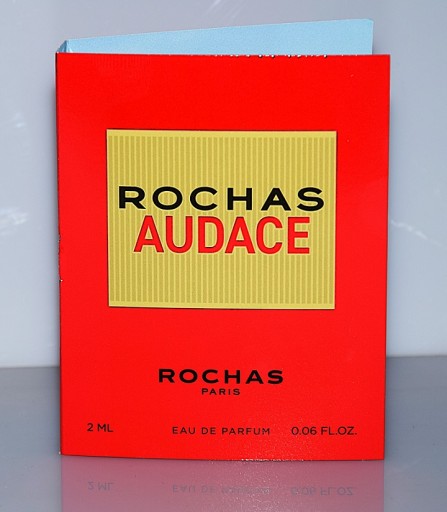 ROCHAS
AUDACE
ROCHAS
PARIS
2 ML EAU DE PARFUM 0.06 FL.OZ.